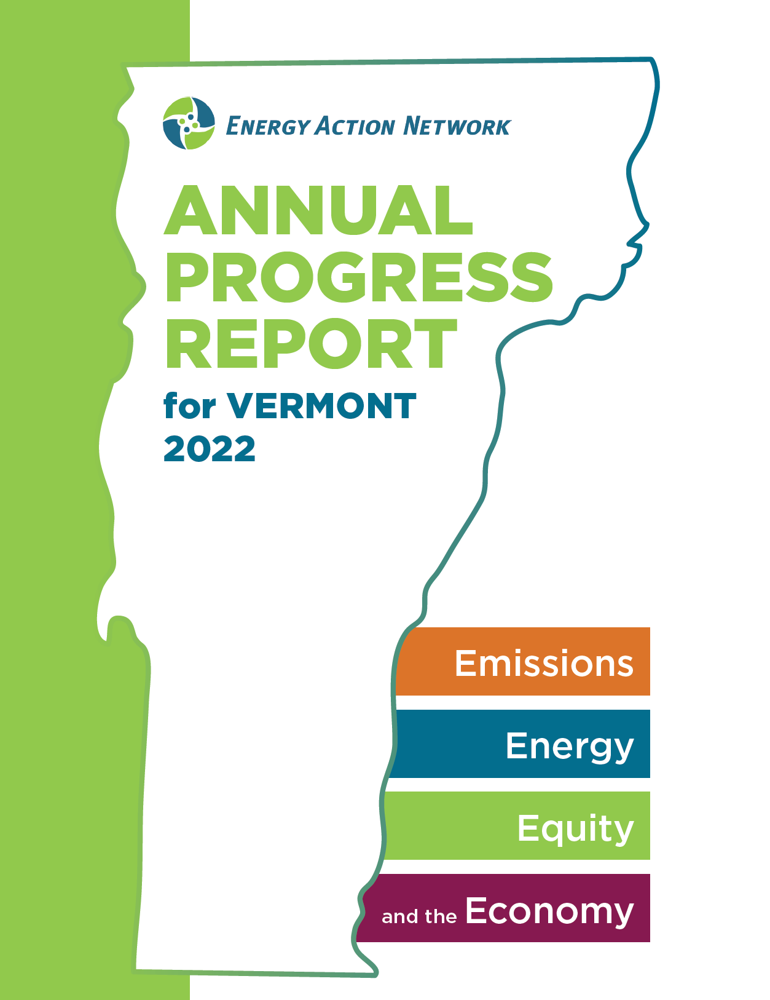 ENERGY ACTION NETWORK
ANNUAL
PROGRESS
REPORT
for VERMONT
2022
Emissions
Energy
Equity
and the Economy